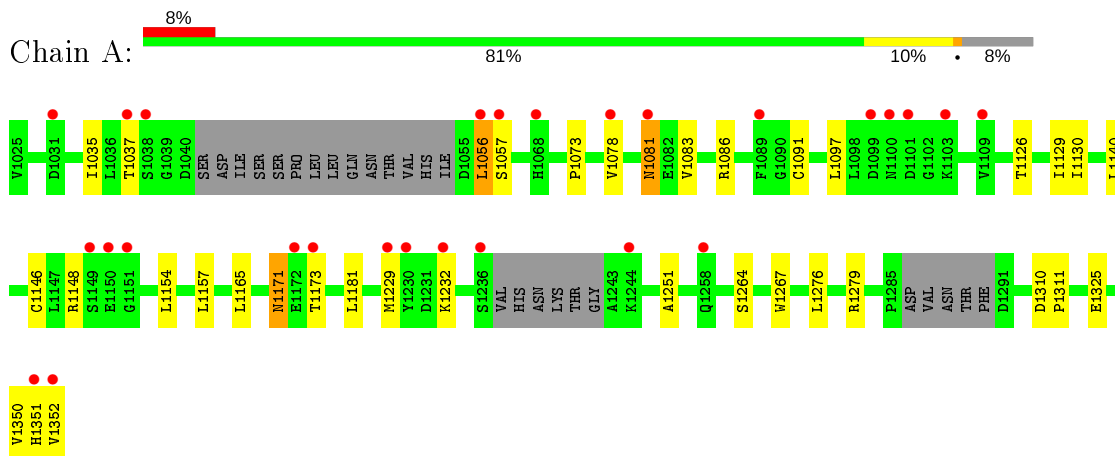 8%
Chain A:
81% 10% • 8%
V1025 D1031 I1035 L1036 T1037 S1038 G1039 D1040 SER ASP ILE SER SER PRO LEU LEU GLN ASN THR VAL HIS ILE D1055 L1056 S1057 H1068 P1073 V1078 N1081 E1082 V1083 R1086 F1089 G1090 C1091 L1097 L1098 D1099 N1100 D1101 G1102 K1103 V1109 T1126 I1129 I1130
C1146 L1147 R1148 S1149 E1150 G1151 L1154 L1157 L1165 N1171 E1172 T1173 L1181 M1229 Y1230 D1231 K1232 S1236 VAL HIS ASN LYS THR GLY A1243 K1244 A1251 Q1258 S1264 W1267 L1276 R1279 P1285 ASP VAL ASN THR PHE D1291 D1310 P1311 E1325
V1350 H1351 V1352